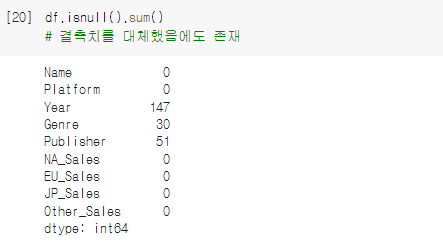 [20] df.isnull().sum()
# 결측치를 대체했음에도 존재
Name 0
Platform 0
Year 147
Genre 30
Publisher 51
NA_Sales 0
EU_Sales 0
JP_Sales 0
Other_Sales 0
dtype: int64